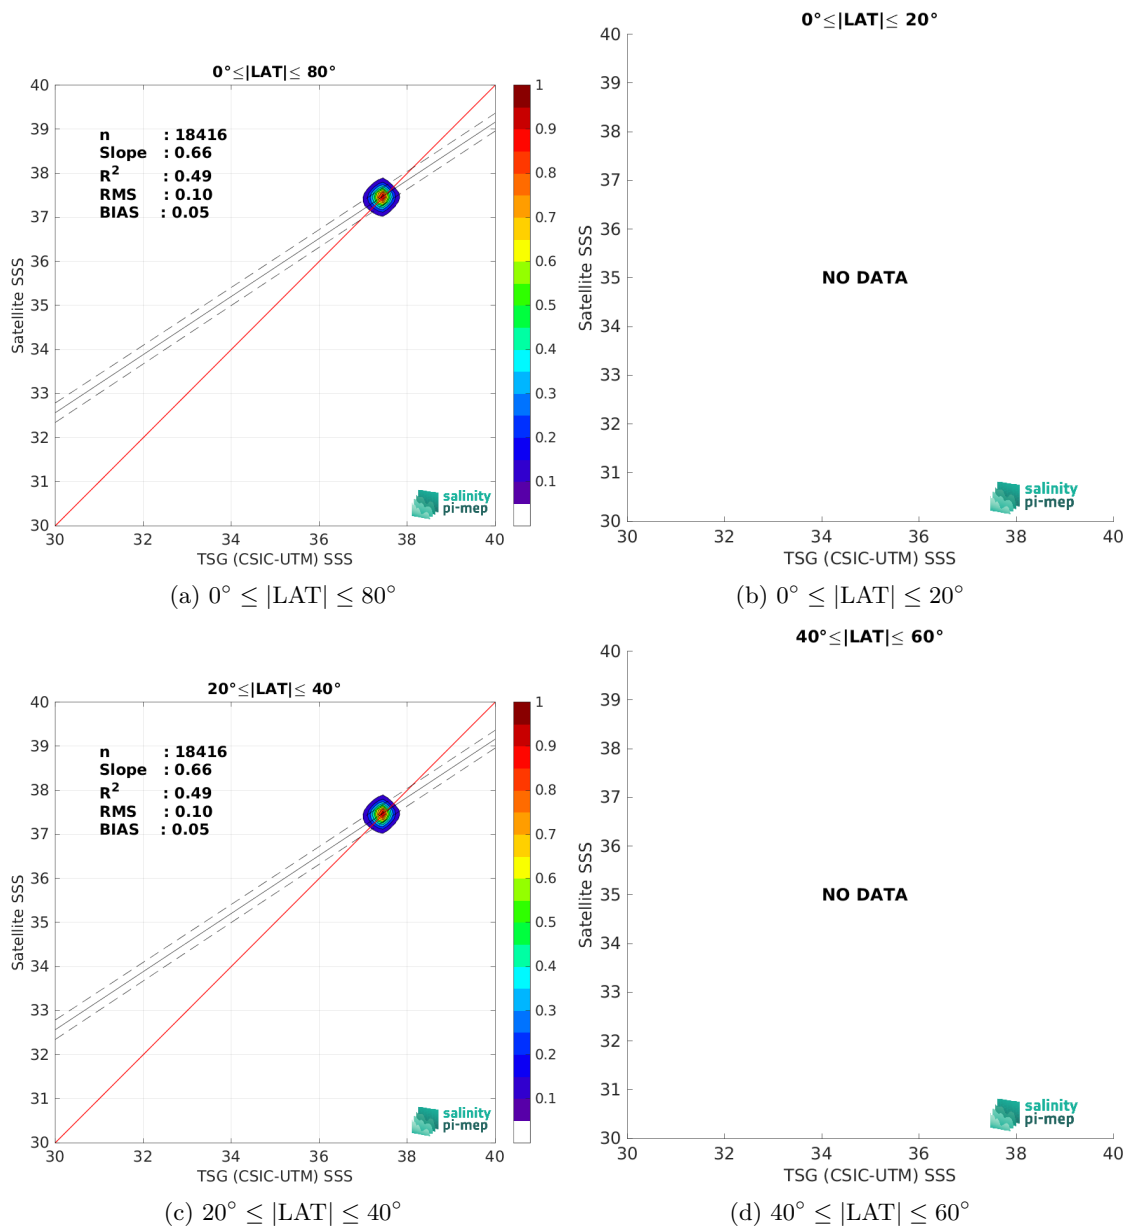 0°≤|LAT|≤ 80°
40
39
38
37
36
35
34
33
32
31
30
Satellite SSS
n : 18416
Slope : 0.66
R² : 0.49
RMS : 0.10
BIAS : 0.05
1
0.9
0.8
0.7
0.6
0.5
0.4
0.3
0.2
0.1
salinity
pi-mep
30 32 34 36 38 40
TSG (CSIC-UTM) SSS
(a) 0° ≤ |LAT| ≤ 80°
0°≤|LAT|≤ 20°
40
39
38
37
36
35
34
33
32
31
30
Satellite SSS
NO DATA
salinity
pi-mep
30 32 34 36 38 40
TSG (CSIC-UTM) SSS
(b) 0° ≤ |LAT| ≤ 20°
20°≤|LAT|≤ 40°
40
39
38
37
36
35
34
33
32
31
30
Satellite SSS
n : 18416
Slope : 0.66
R² : 0.49
RMS : 0.10
BIAS : 0.05
1
0.9
0.8
0.7
0.6
0.5
0.4
0.3
0.2
0.1
salinity
pi-mep
30 32 34 36 38 40
TSG (CSIC-UTM) SSS
(c) 20° ≤ |LAT| ≤ 40°
40°≤|LAT|≤ 60°
40
39
38
37
36
35
34
33
32
31
30
Satellite SSS
NO DATA
salinity
pi-mep
30 32 34 36 38 40
TSG (CSIC-UTM) SSS
(d) 40° ≤ |LAT| ≤ 60°